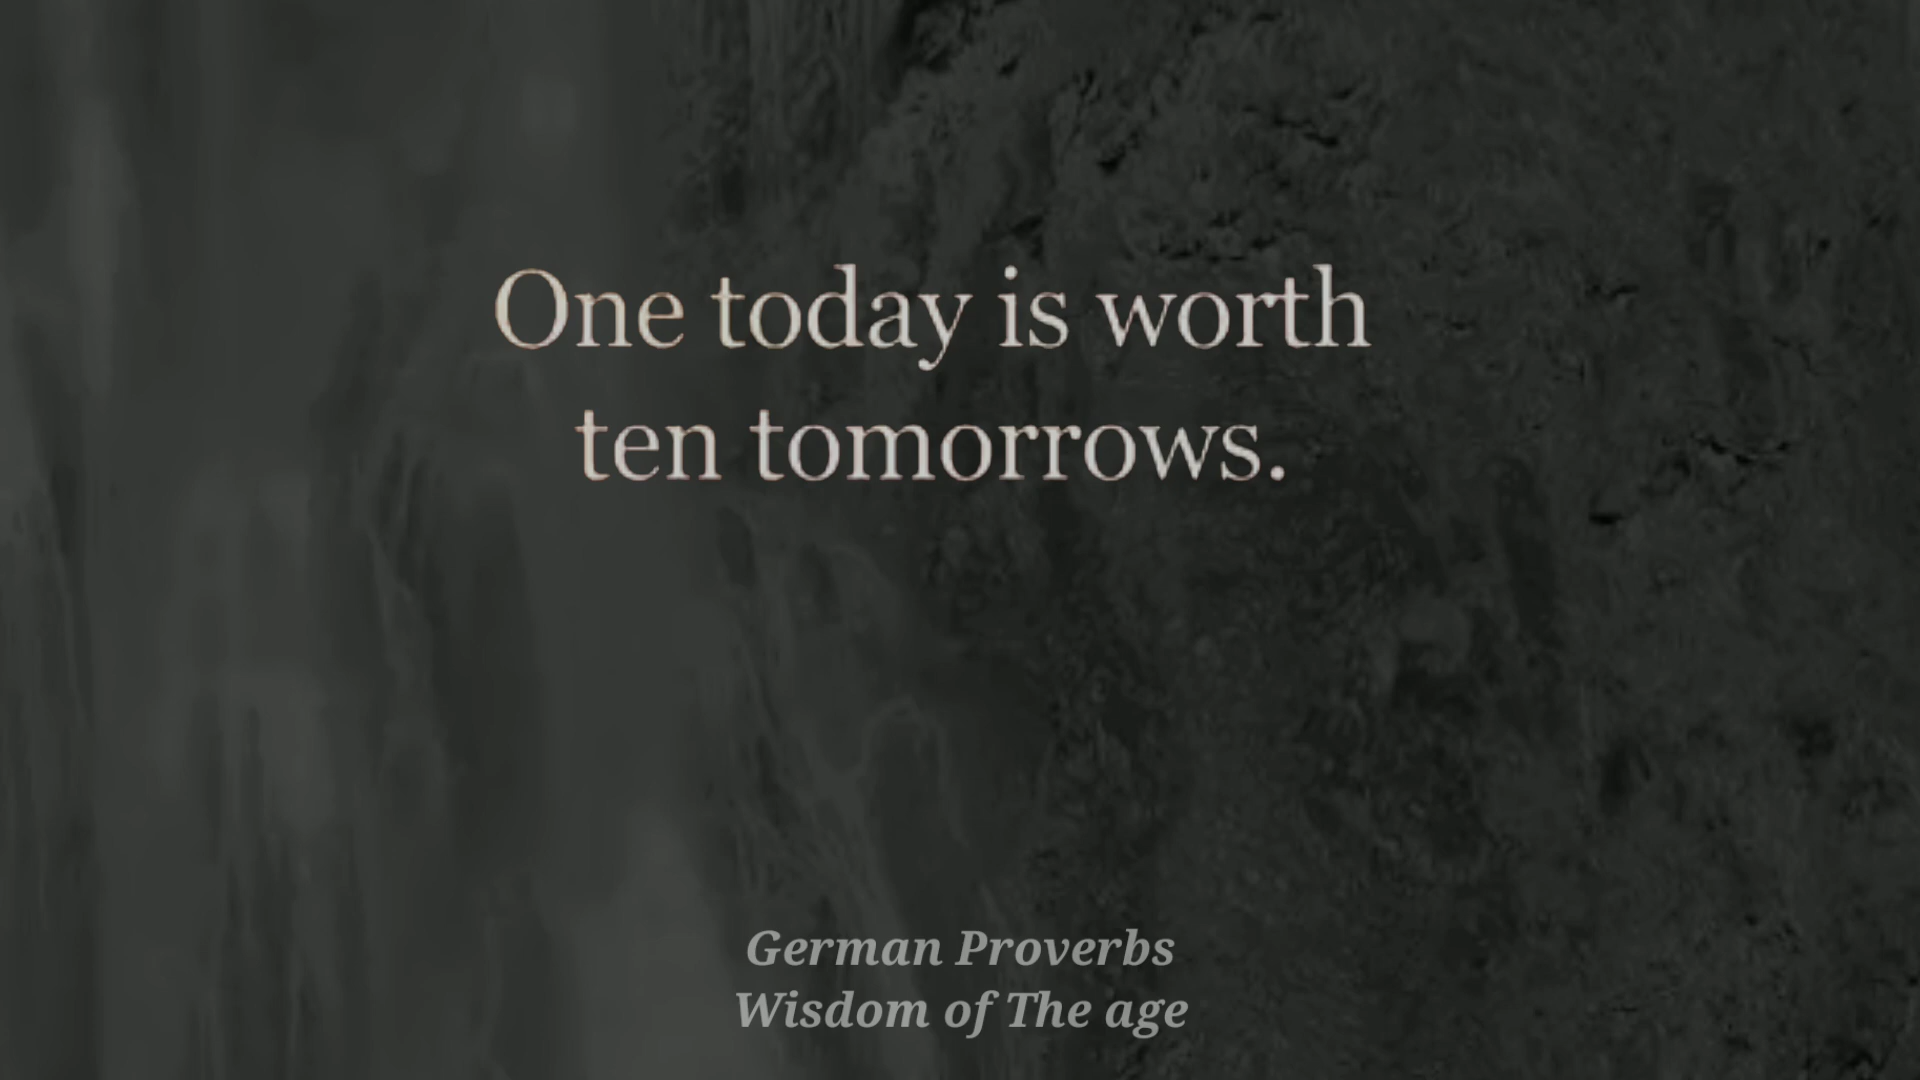 One today is worth
ten tomorrows.
German Proverbs
Wisdom of The age